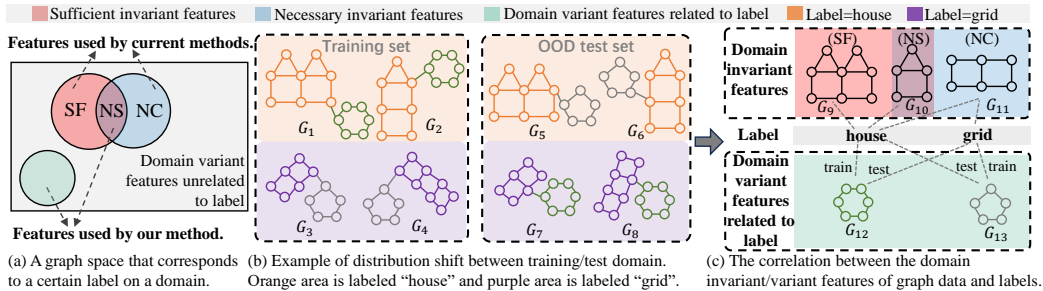 Sufficient invariant features
Necessary invariant features
Domain variant features related to label
Label=house
Label=grid
Features used by current methods.
SF
NS
NC
Domain variant
features unrelated
to label
Features used by our method.
(a) A graph space that corresponds
to a certain label on a domain.
Training set
G1
G2
G3
G4
OOD test set
G5
G6
G7
G8
(b) Example of distribution shift between training/test domain.
Orange area is labeled “house” and purple area is labeled “grid”.
Domain
invariant
features
(SF)
(NS)
(NC)
G9
G10
G11
Label
house
grid
Domain
variant
features
related to
label
train
test
test
train
G12
G13
(c) The correlation between the domain
invariant/variant features of graph data and labels.